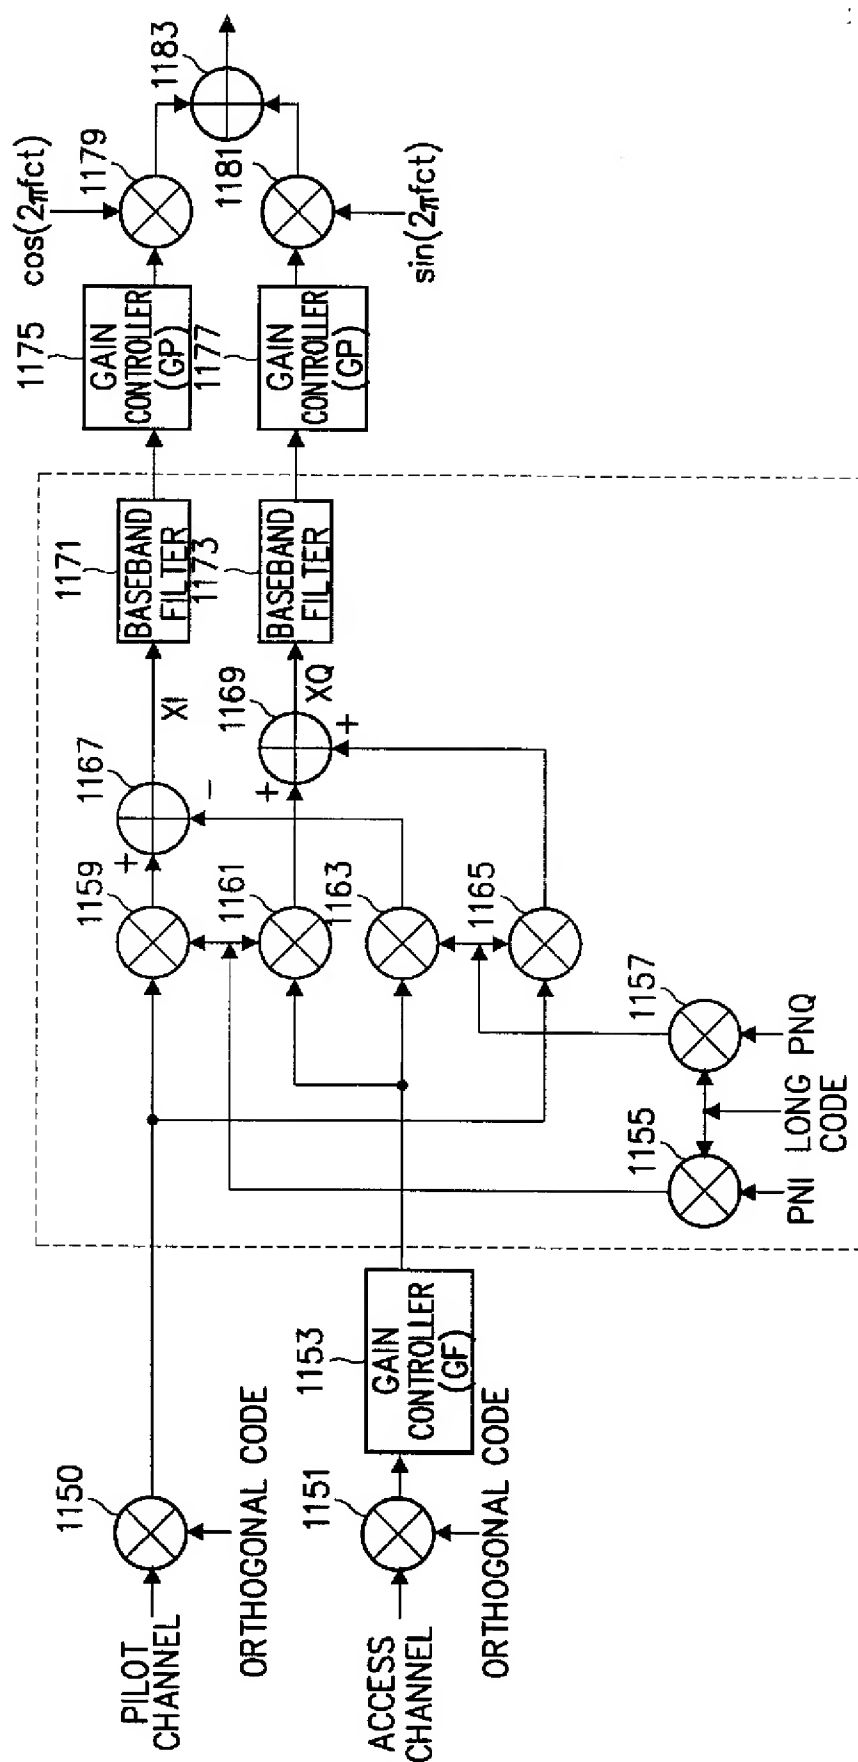 PILOT
CHANNEL
1150
ORTHOGONAL CODE
ACCESS
CHANNEL
1151
ORTHOGONAL CODE
1153
GAIN
CONTROLLER
(GF)
1155
PNI
LONG
CODE
1157
PNQ
1159
+
1161
1163
1165
1167
-
XI
1169
+
+
XQ
1171
BASEBAND
FILTER
1173
BASEBAND
FILTER
1175
GAIN
CONTROLLER
(GP)
1177
GAIN
CONTROLLER
(GP)
cos(2πfct)
1179
1181
sin(2πfct)
1183